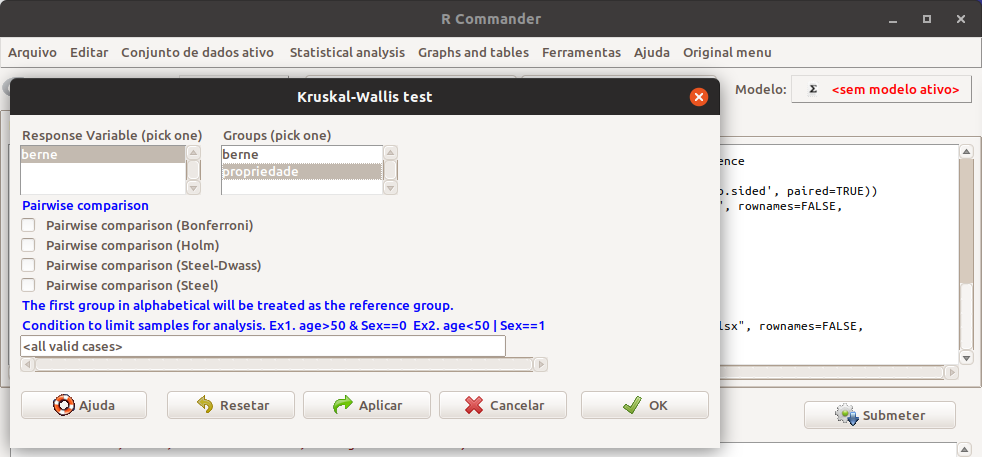 R Commander
Arquivo Editar Conjunto de dados ativo Statistical analysis Graphs and tables Ferramentas Ajuda Original menu
Modelo: Σ <sem modelo ativo>
Kruskal-Wallis test
Response Variable (pick one) Groups (pick one)
berne berne
propriedade
Pairwise comparison
Pairwise comparison (Bonferroni)
Pairwise comparison (Holm)
Pairwise comparison (Steel-Dwass)
Pairwise comparison (Steel)
The first group in alphabetical will be treated as the reference group.
Condition to limit samples for analysis. Ex1. age>50 & Sex==0 Ex2. age<50 | Sex==1
<all valid cases>
Ajuda Resetar Aplicar Cancelar OK
ence
o.sided', paired=TRUE))
", rownames=FALSE,
lsx", rownames=FALSE,
Submeter